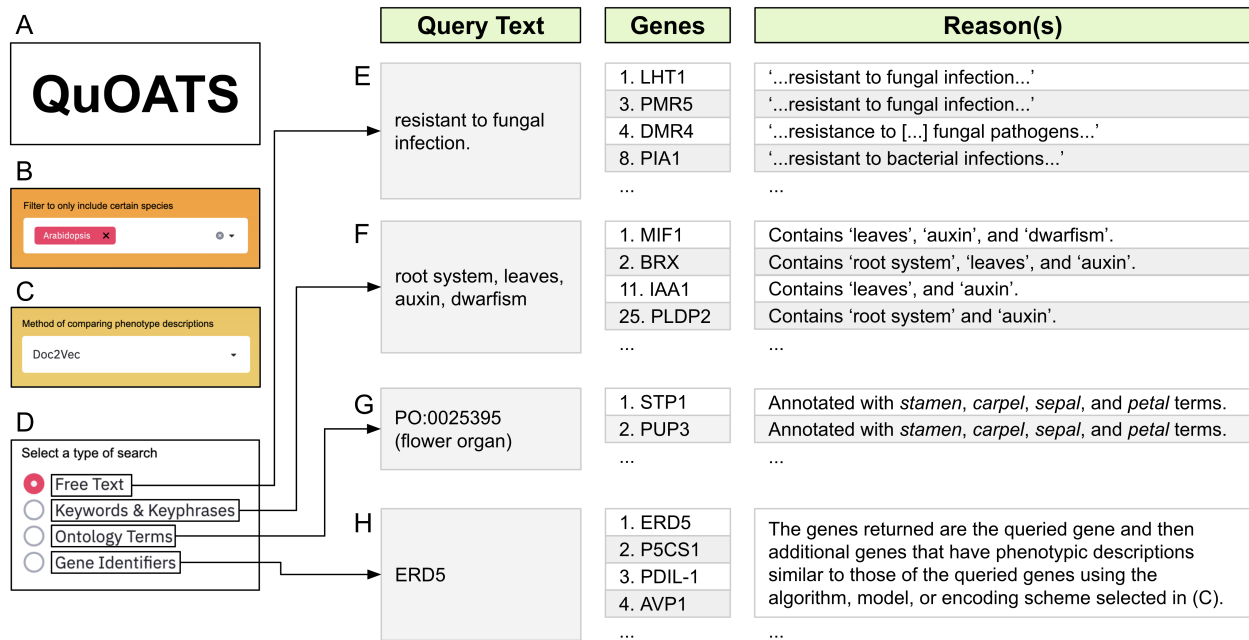 A
QuOATS
B
Filter to only include certain species
Arabidopsis ×
C
Method of comparing phenotype descriptions
Doc2Vec
D
Select a type of search
Free Text
Keywords & Keyphrases
Ontology Terms
Gene Identifiers
Query Text
Genes
Reason(s)
E
resistant to fungal
infection.
1. LHT1
‘...resistant to fungal infection...’
3. PMR5
‘...resistant to fungal infection...’
4. DMR4
‘...resistance to [...] fungal pathogens...’
8. PIA1
‘...resistant to bacterial infections...’
...
...
F
root system, leaves,
auxin, dwarfism
1. MIF1
Contains ‘leaves’, ‘auxin’, and ‘dwarfism’.
2. BRX
Contains ‘root system’, ‘leaves’, and ‘auxin’.
11. IAA1
Contains ‘leaves’, and ‘auxin’.
25. PLDP2
Contains ‘root system’ and ‘auxin’.
...
...
G
PO:0025395
(flower organ)
1. STP1
Annotated with stamen, carpel, sepal, and petal terms.
2. PUP3
Annotated with stamen, carpel, sepal, and petal terms.
...
...
H
ERD5
1. ERD5
2. P5CS1
3. PDIL-1
4. AVP1
...
The genes returned are the queried gene and then
additional genes that have phenotypic descriptions
similar to those of the queried genes using the
algorithm, model, or encoding scheme selected in (C).
...